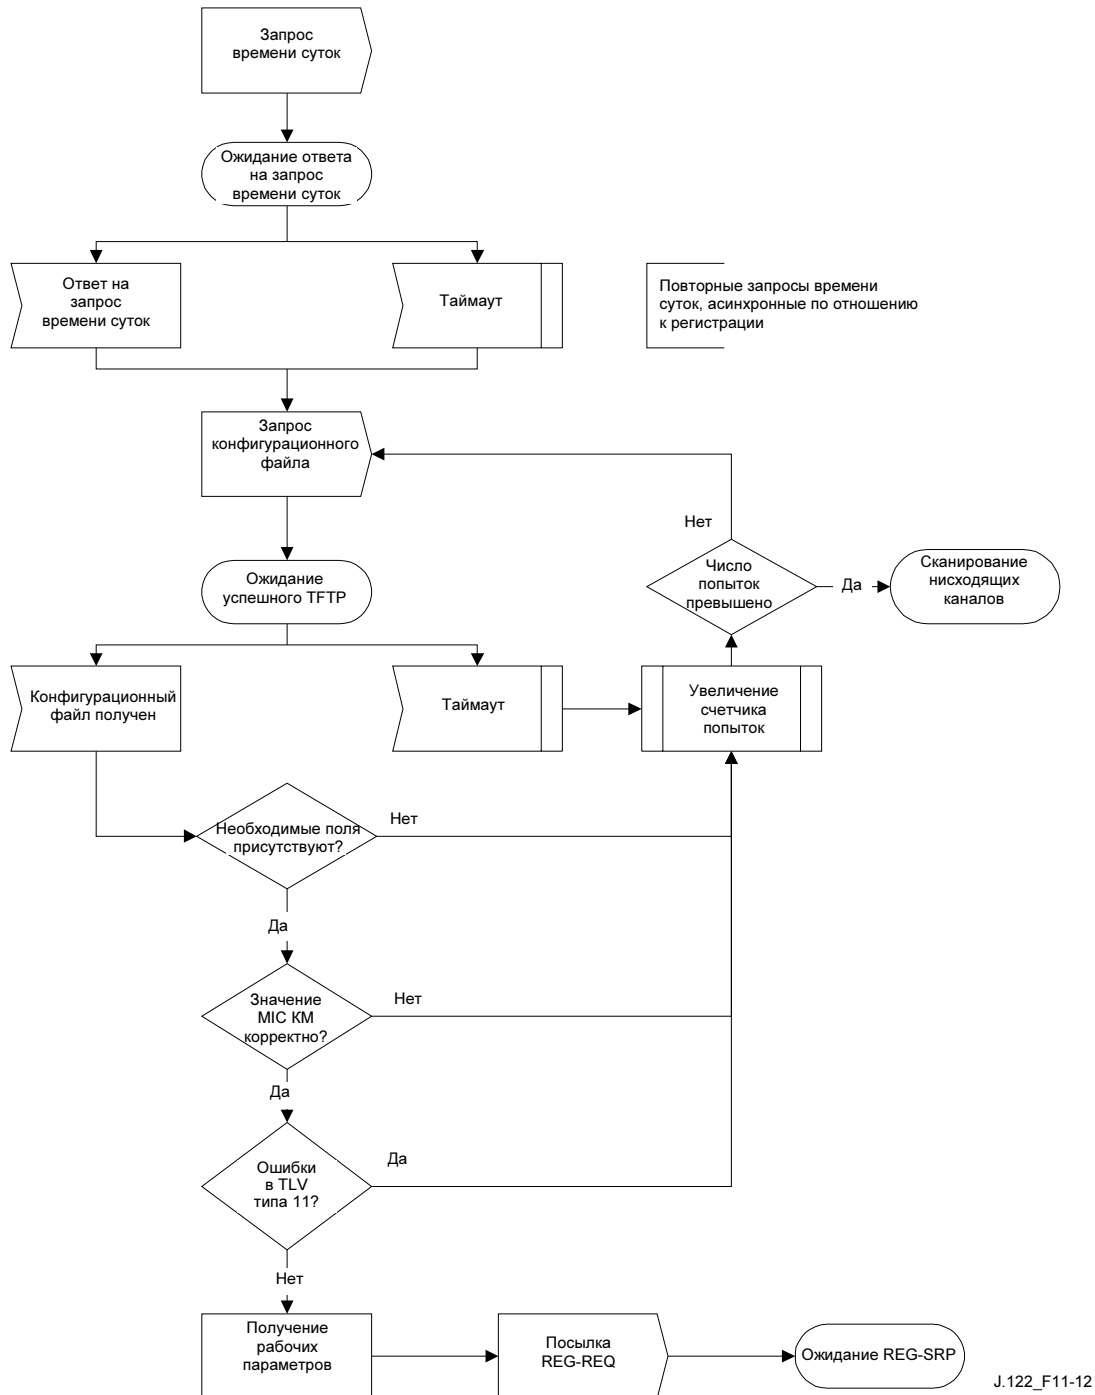 Запрос
времени суток
Ожидание ответа
на запрос
времени суток
Ответ на
запрос
времени суток
Таймаут
Повторные запросы времени
суток, асинхронные по отношению
к регистрации
Запрос
конфигурационного
файла
Нет
Ожидание
успешного TFTP
Число
попыток
превышено
Да
Сканирование
нисходящих
каналов
Конфигурационный
файл получен
Таймаут
Увеличение
счетчика
попыток
Необходимые поля
присутствуют?
Нет
Да
Значение
MIC КМ
корректно?
Нет
Да
Ошибки
в TLV
типа 11?
Да
Нет
Получение
рабочих
параметров
Посылка
REG-REQ
Ожидание REG-SRP
J.122_F11-12